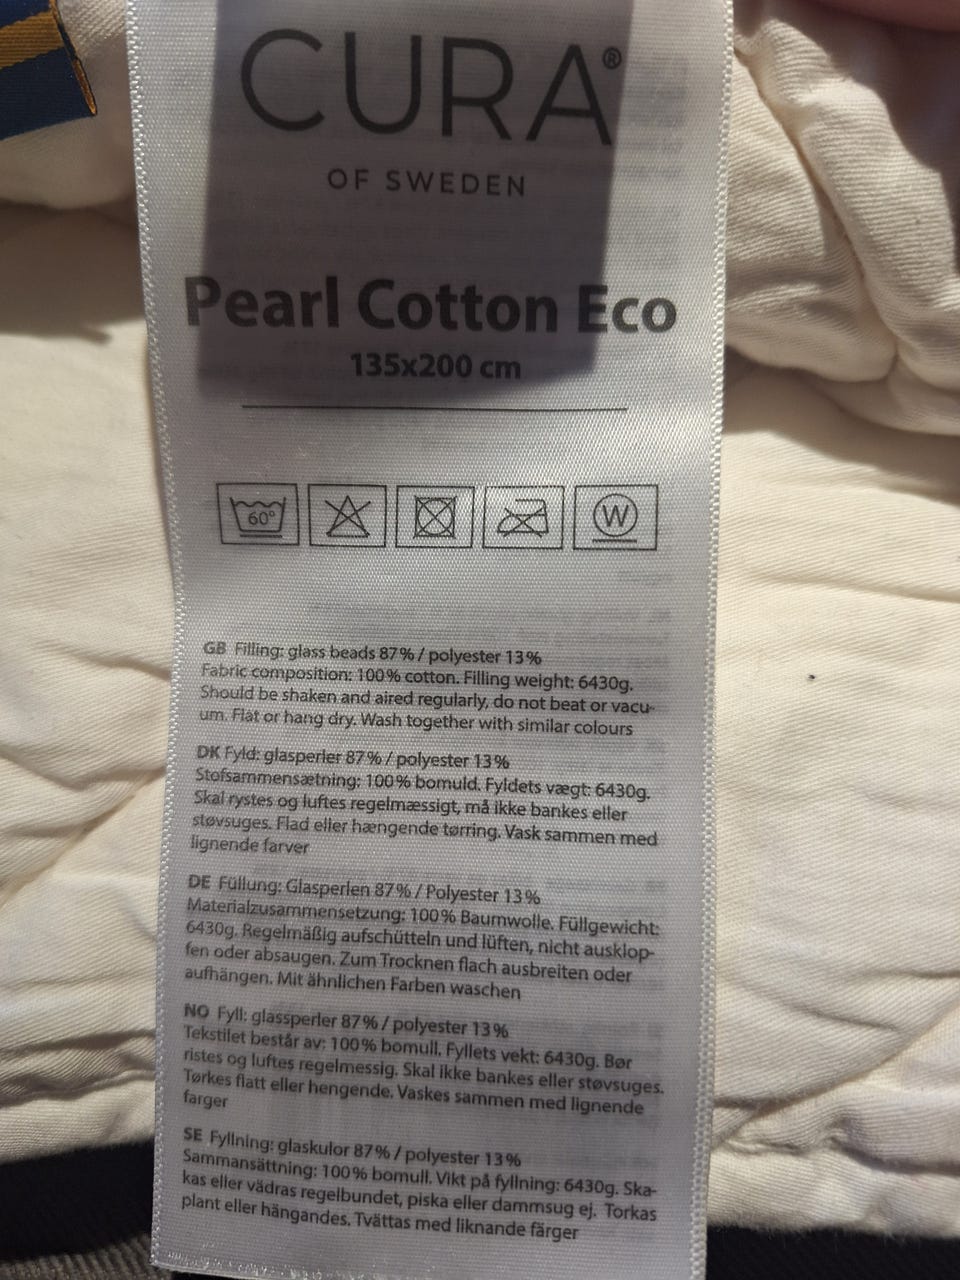 CURA®
OF SWEDEN
Pearl Cotton Eco
135x200 cm
60°
W
GB Filling: glass beads 87% / polyester 13%
Fabric composition: 100% cotton. Filling weight: 6430g.
Should be shaken and aired regularly, do not beat or vacu-
um. Flat or hang dry. Wash together with similar colours
DK Fyld: glasperler 87% / polyester 13%
Stofsammensætning: 100% bomuld. Fyldets vægt: 6430g.
Skal rystes og luftes regelmæssigt, må ikke bankes eller
støvsuges. Flad eller hængende tørring. Vask sammen med
lignende farver
DE Füllung: Glasperlen 87% / Polyester 13%
Materialzusammensetzung: 100% Baumwolle. Füllgewicht:
6430g. Regelmäßig aufschütteln und lüften, nicht ausklop-
fen oder absaugen. Zum Trocknen flach ausbreiten oder
aufhängen. Mit ähnlichen Farben waschen
NO Fyll: glassperler 87% / polyester 13%
Tekstilet består av: 100% bomull. Fyllets vekt: 6430g. Bør
ristes og luftes regelmessig. Skal ikke bankes eller støvsuges.
Tørkes flatt eller hengende. Vaskes sammen med lignende
farger
SE Fyllning: glaskulor 87% / polyester 13%
Sammansättning: 100% bomull. Vikt på fyllning: 6430g. Ska-
kas eller vädras regelbundet, piska eller dammsug ej. Torkas
plant eller hängandes. Tvättas med liknande färger